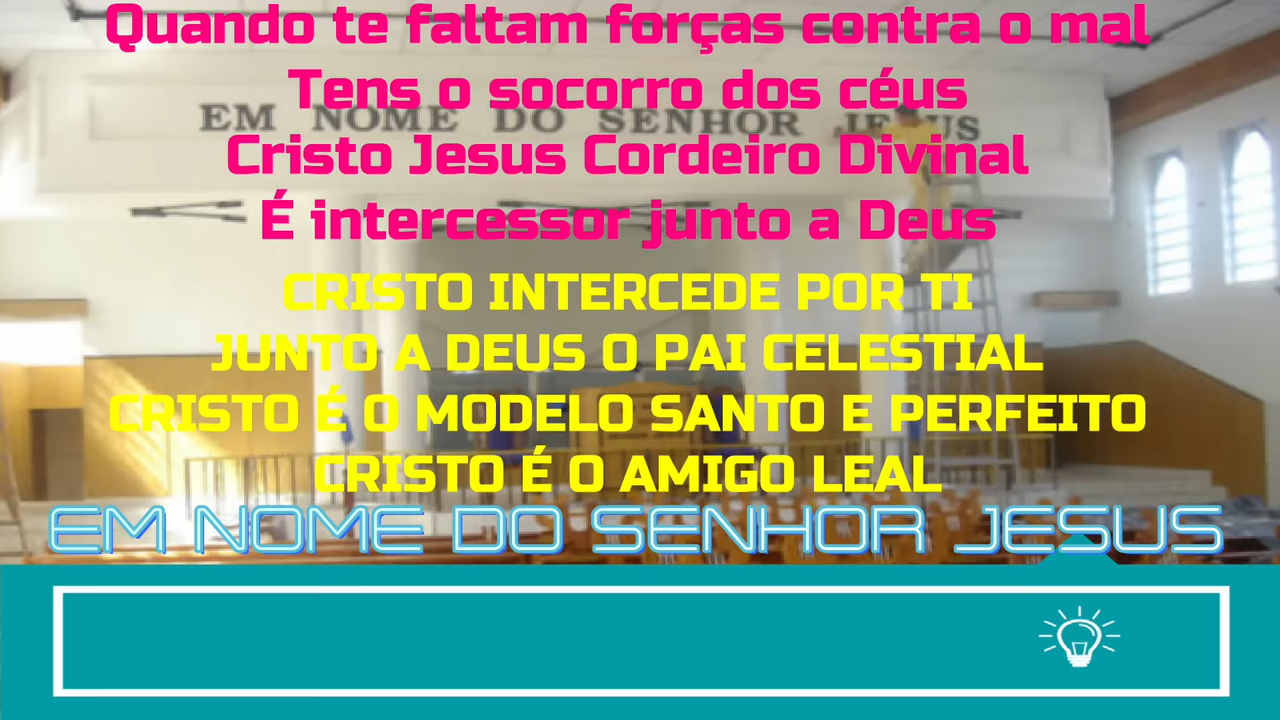 Quando te faltam forças contra o mal
Tens o socorro dos céus
EM NOME DO SENHOR JESUS
Cristo Jesus Cordeiro Divinal
É intercessor junto a Deus
CRISTO INTERCEDE POR TI
JUNTO A DEUS O PAI CELESTIAL
CRISTO É O MODELO SANTO E PERFEITO
CRISTO É O AMIGO LEAL
EM NOME DO SENHOR JESUS